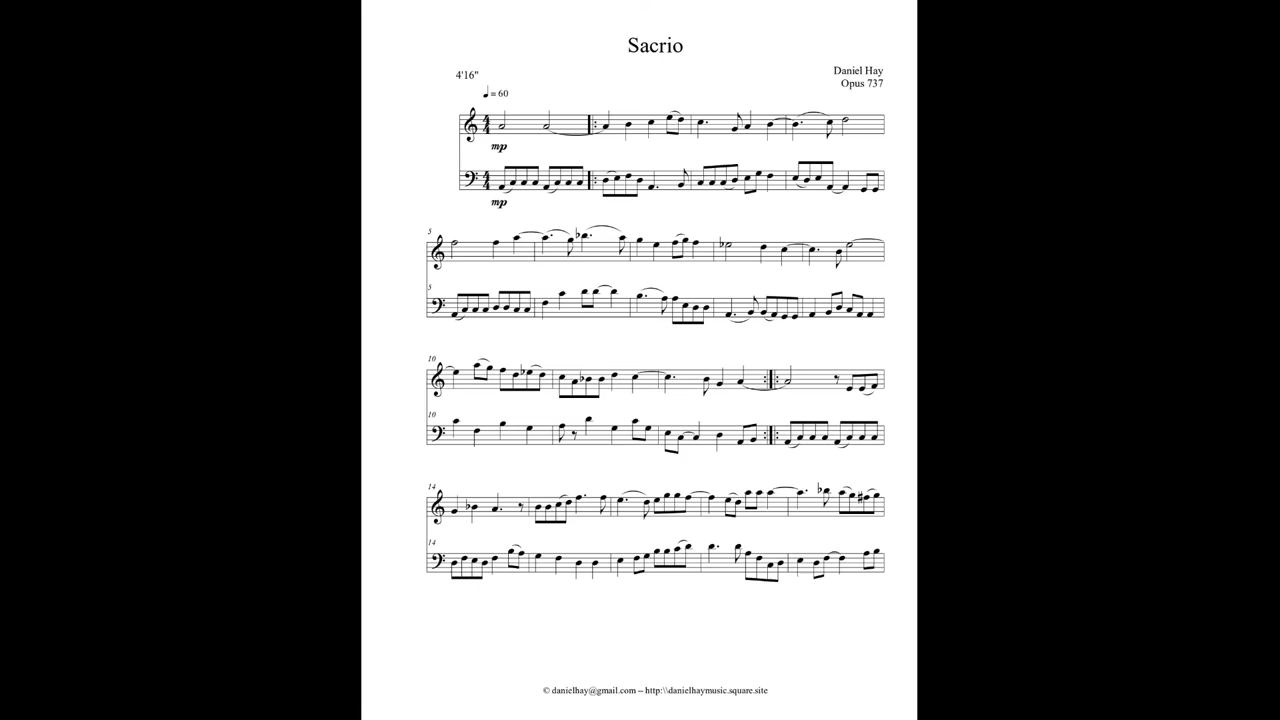 Sacrio
4'16"
Daniel Hay
Opus 737
= 60
mp
mp
5
5
10
10
14
14
© danielhay@gmail.com – http:\\danielhaymusic.square.site